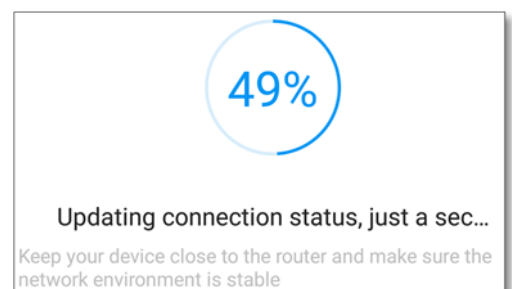 49%
Updating connection status, just a sec...
Keep your device close to the router and make sure the
network environment is stable